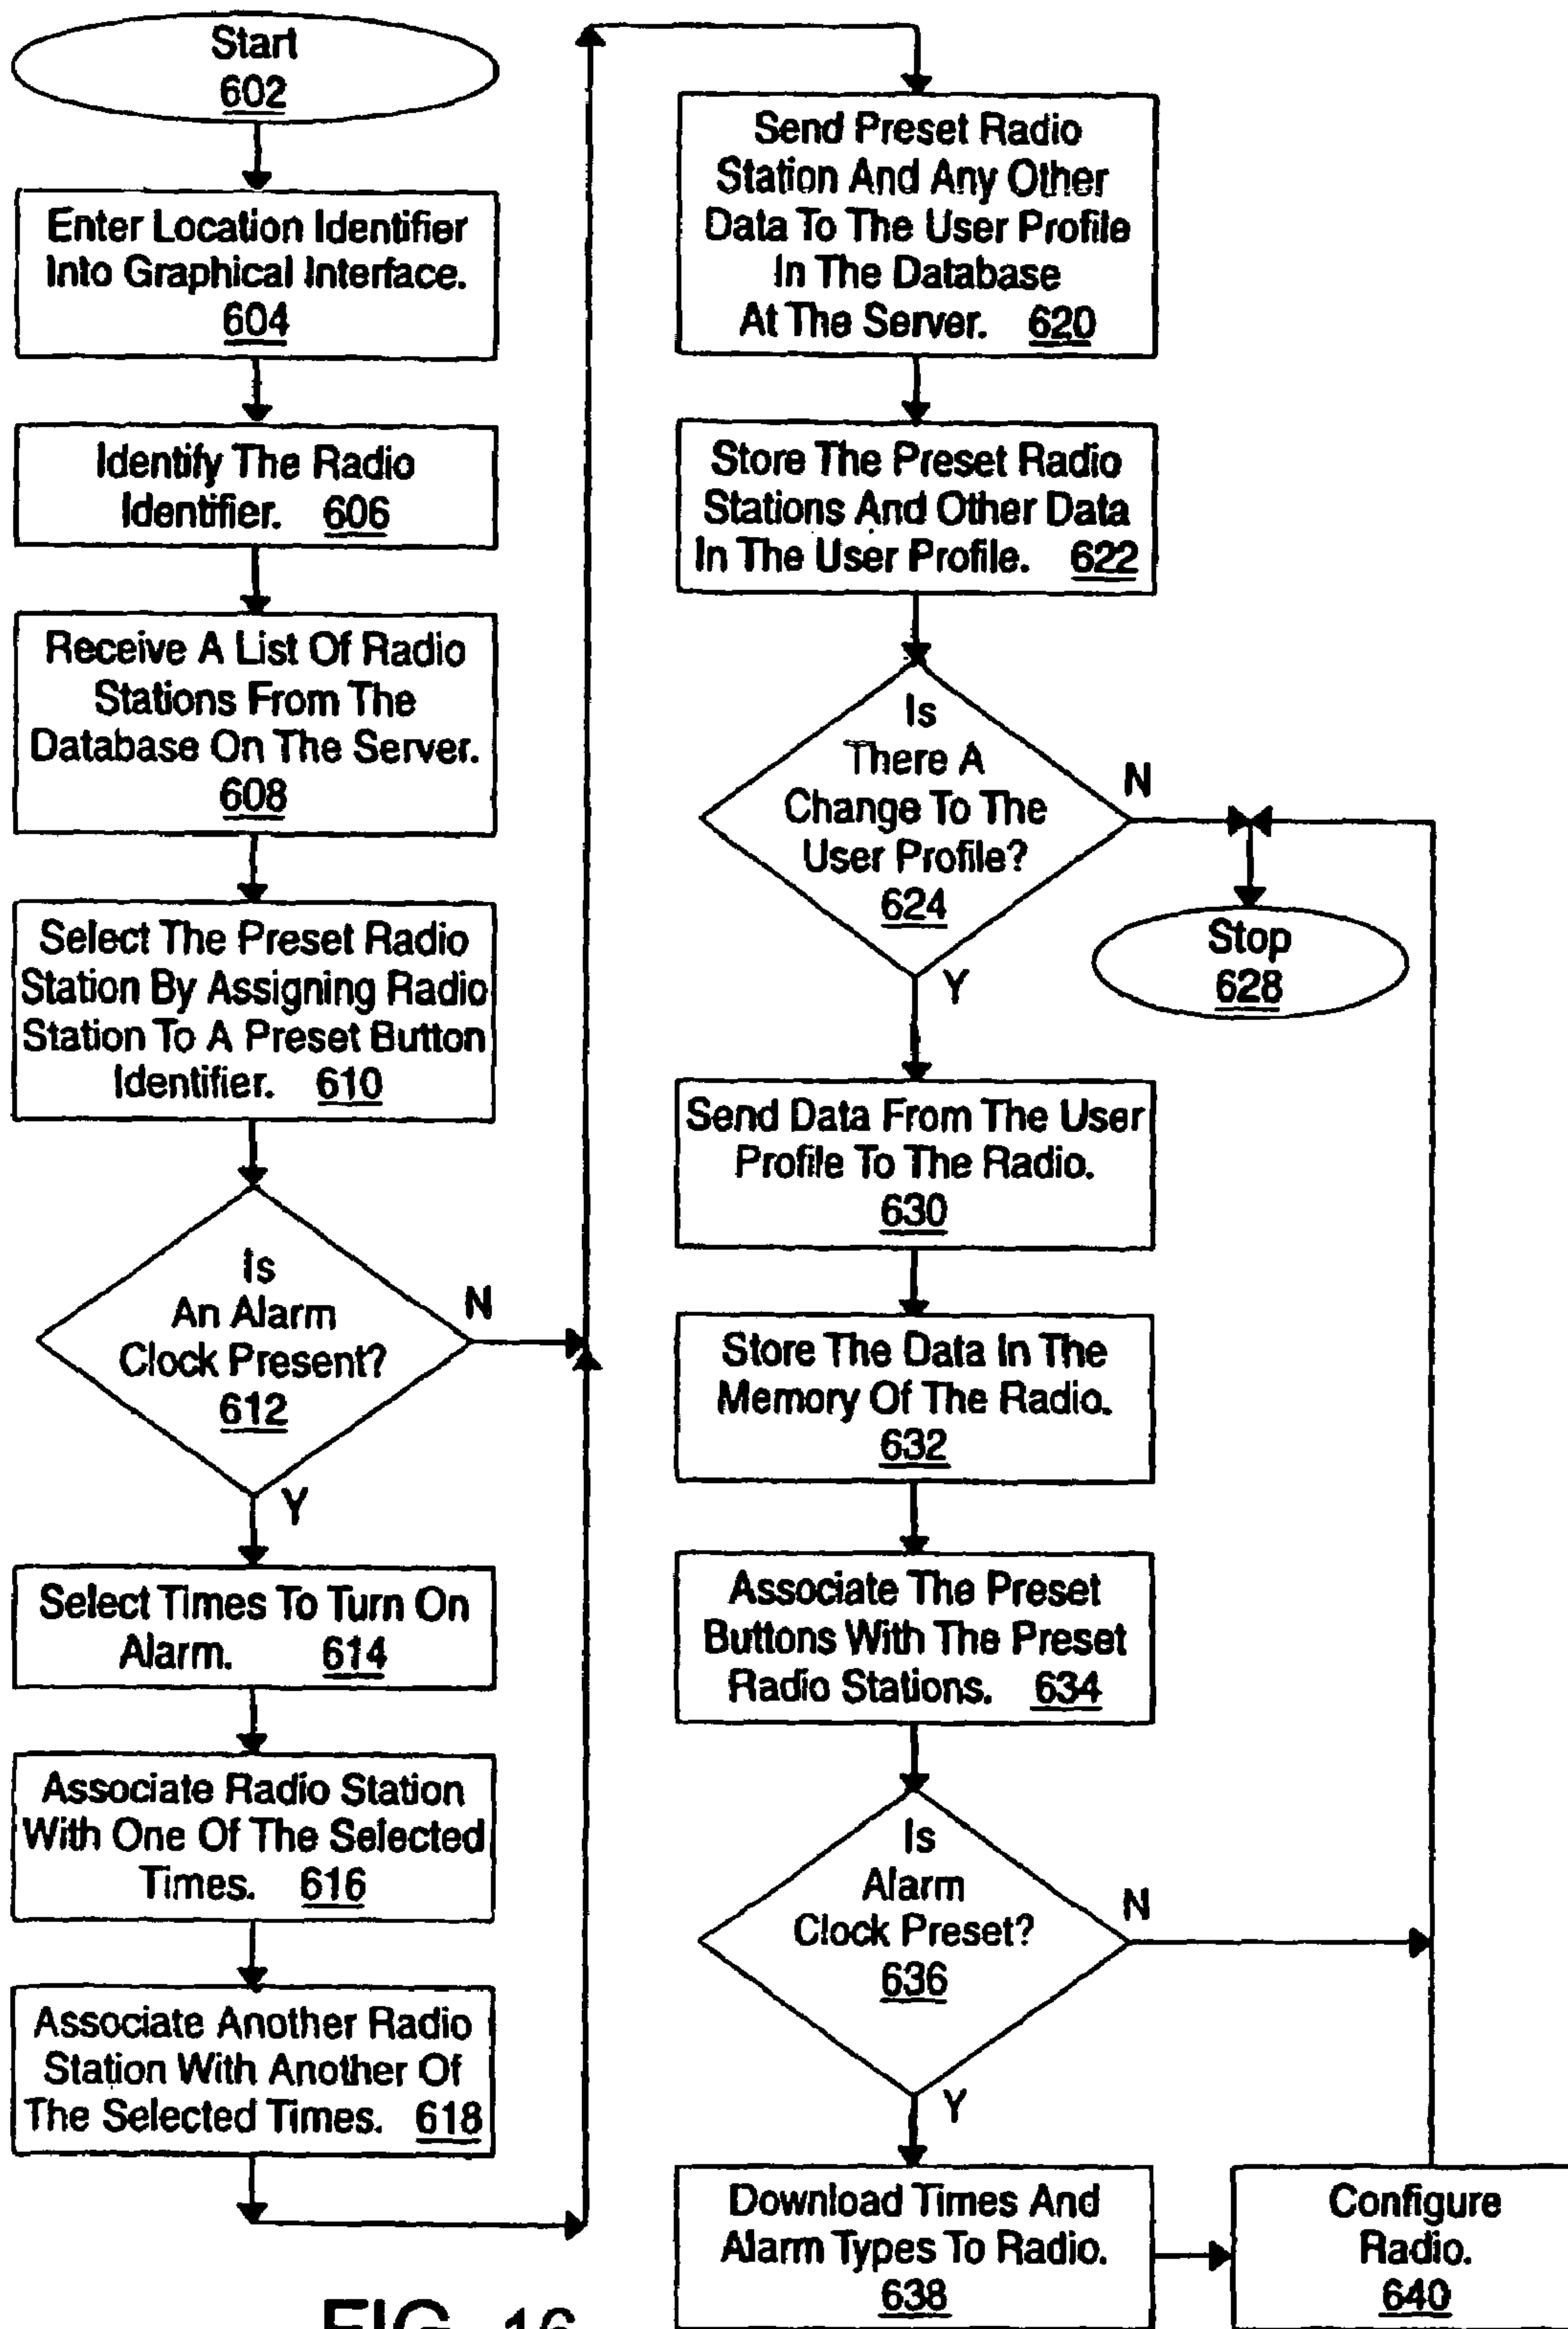 Start
602
Enter Location Identifier
Into Graphical Interface.
604
Identify The Radio
Identifier. 606
Receive A List Of Radio
Stations From The
Database On The Server.
608
Select The Preset Radio
Station By Assigning Radio
Station To A Preset Button
Identifier. 610
Is
An Alarm
Clock Present?
612
N
Y
Select Times To Turn On
Alarm. 614
Associate Radio Station
With One Of The Selected
Times. 616
Associate Another Radio
Station With Another Of
The Selected Times. 618
Send Preset Radio
Station And Any Other
Data To The User Profile
In The Database
At The Server. 620
Store The Preset Radio
Stations And Other Data
In The User Profile. 622
Is
There A
Change To The
User Profile?
624
N
Y
Stop
628
Send Data From The User
Profile To The Radio.
630
Store The Data In The
Memory Of The Radio.
632
Associate The Preset
Buttons With The Preset
Radio Stations. 634
Is
Alarm
Clock Preset?
636
N
Y
Download Times And
Alarm Types To Radio.
638
Configure
Radio.
640
FIG. 16